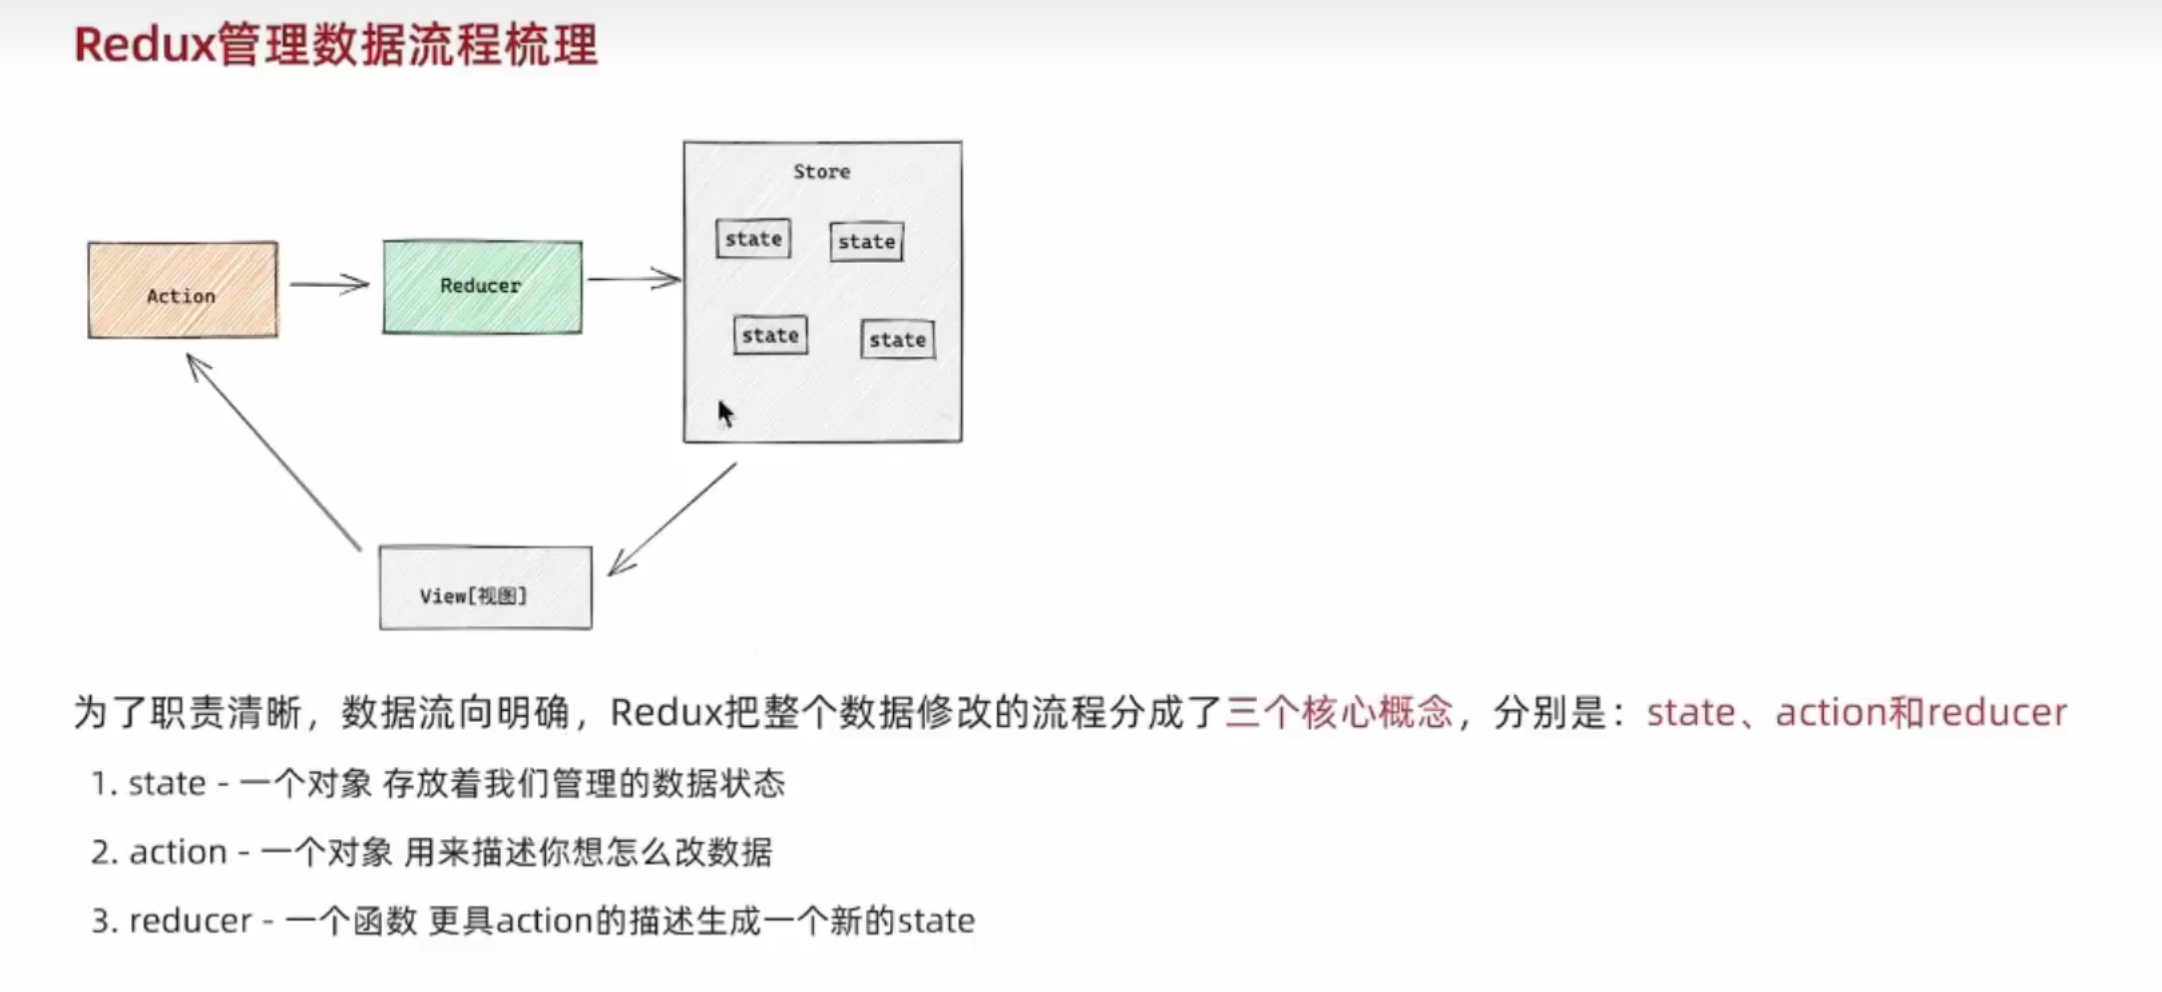 Redux管理数据流程梳理
Store
state
state
Action
Reducer
state
state
View[视图]
为了职责清晰，数据流向明确，Redux把整个数据修改的流程分成了三个核心概念，分别是：state、action和reducer
1. state - 一个对象 存放着我们管理的数据状态
2. action - 一个对象 用来描述你想怎么改数据
3. reducer - 一个函数 更具action的描述生成一个新的state